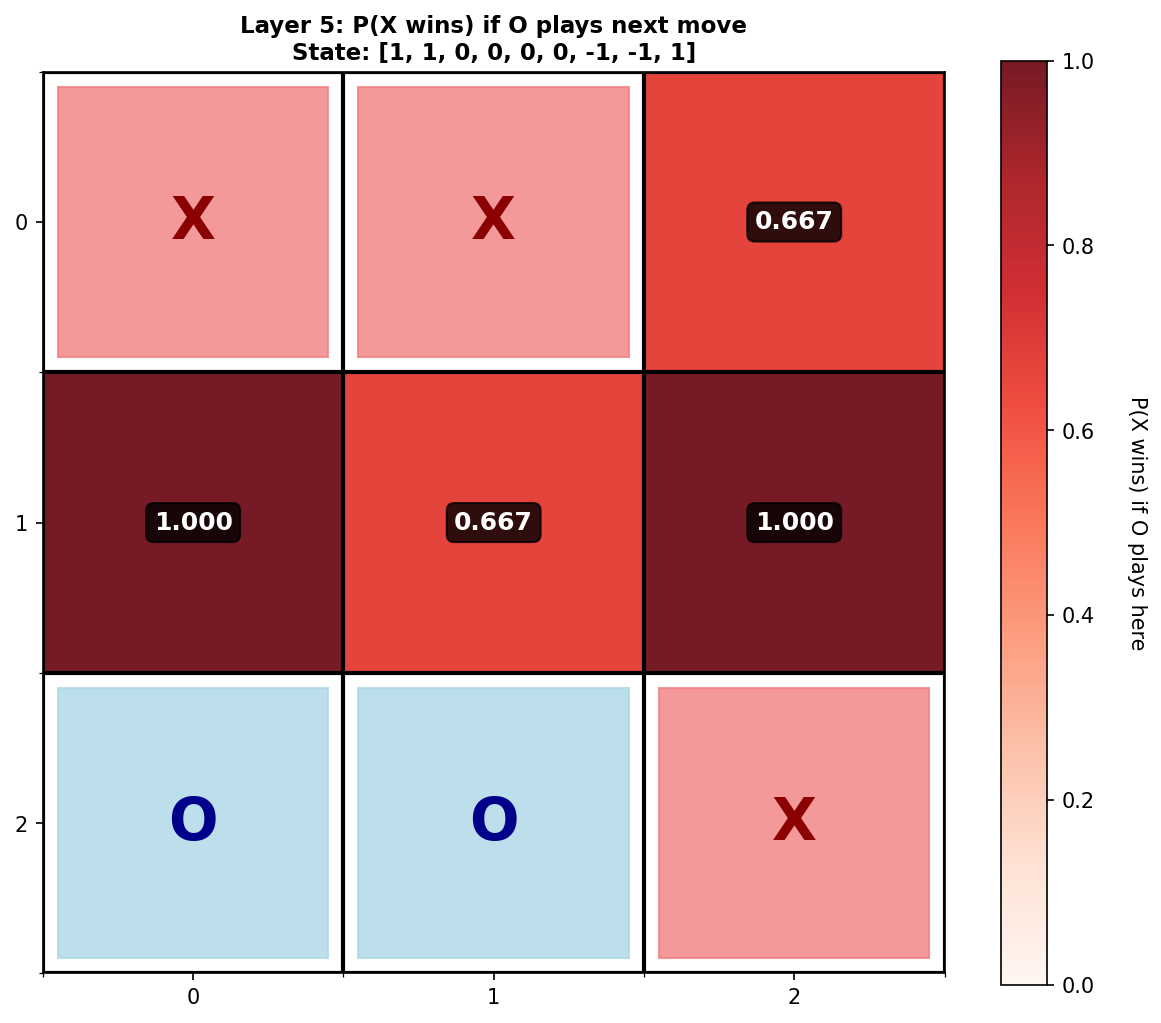 Layer 5: P(X wins) if O plays next move
State: [1, 1, 0, 0, 0, 0, -1, -1, 1]
0
X
X
0.667
1
1.000
0.667
1.000
2
O
O
X
0
1
2
1.0
0.8
0.6
0.4
0.2
0.0
P(X wins) if O plays here